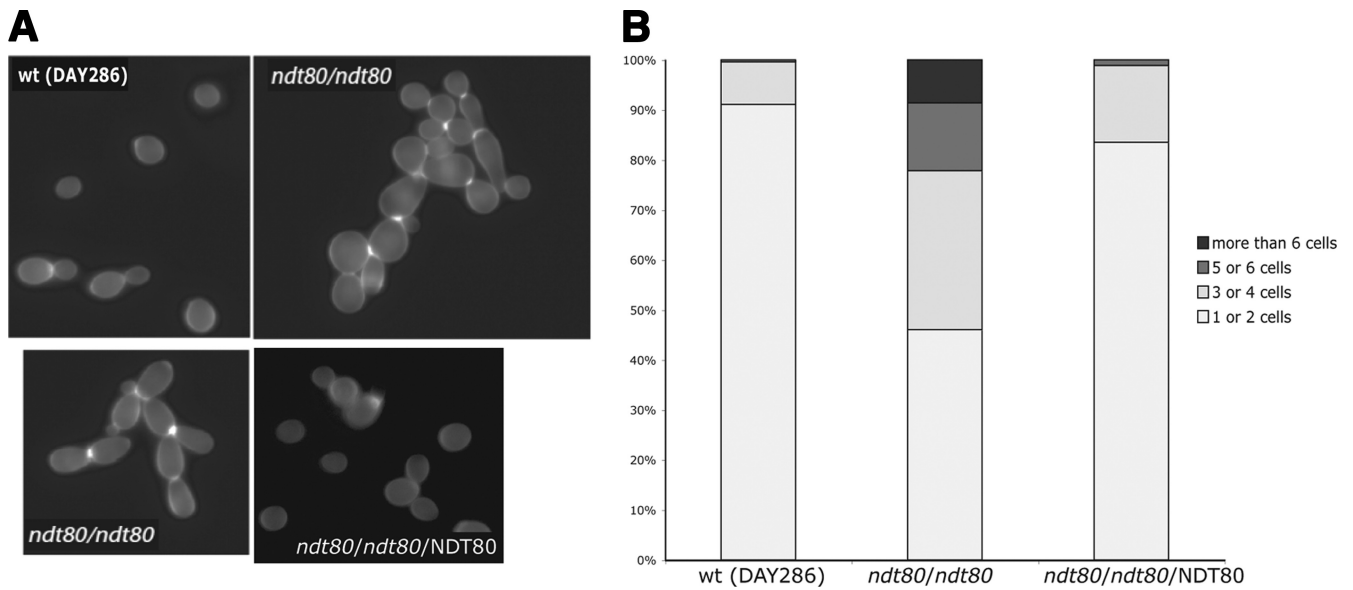 A
wt (DAY286)
ndt80/ndt80
ndt80/ndt80
ndt80/ndt80/NDT80
B
100%
90%
80%
70%
60%
50%
40%
30%
20%
10%
0%
wt (DAY286)
ndt80/ndt80
ndt80/ndt80/NDT80
more than 6 cells
5 or 6 cells
3 or 4 cells
1 or 2 cells